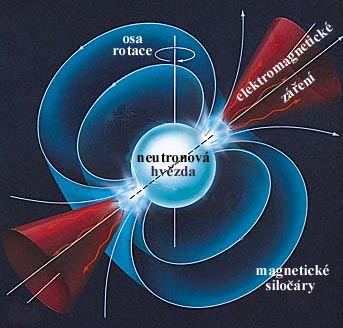 osa
rotace
elektromagnetické
záření
neutronová
hvězda
magnetické
siločáry